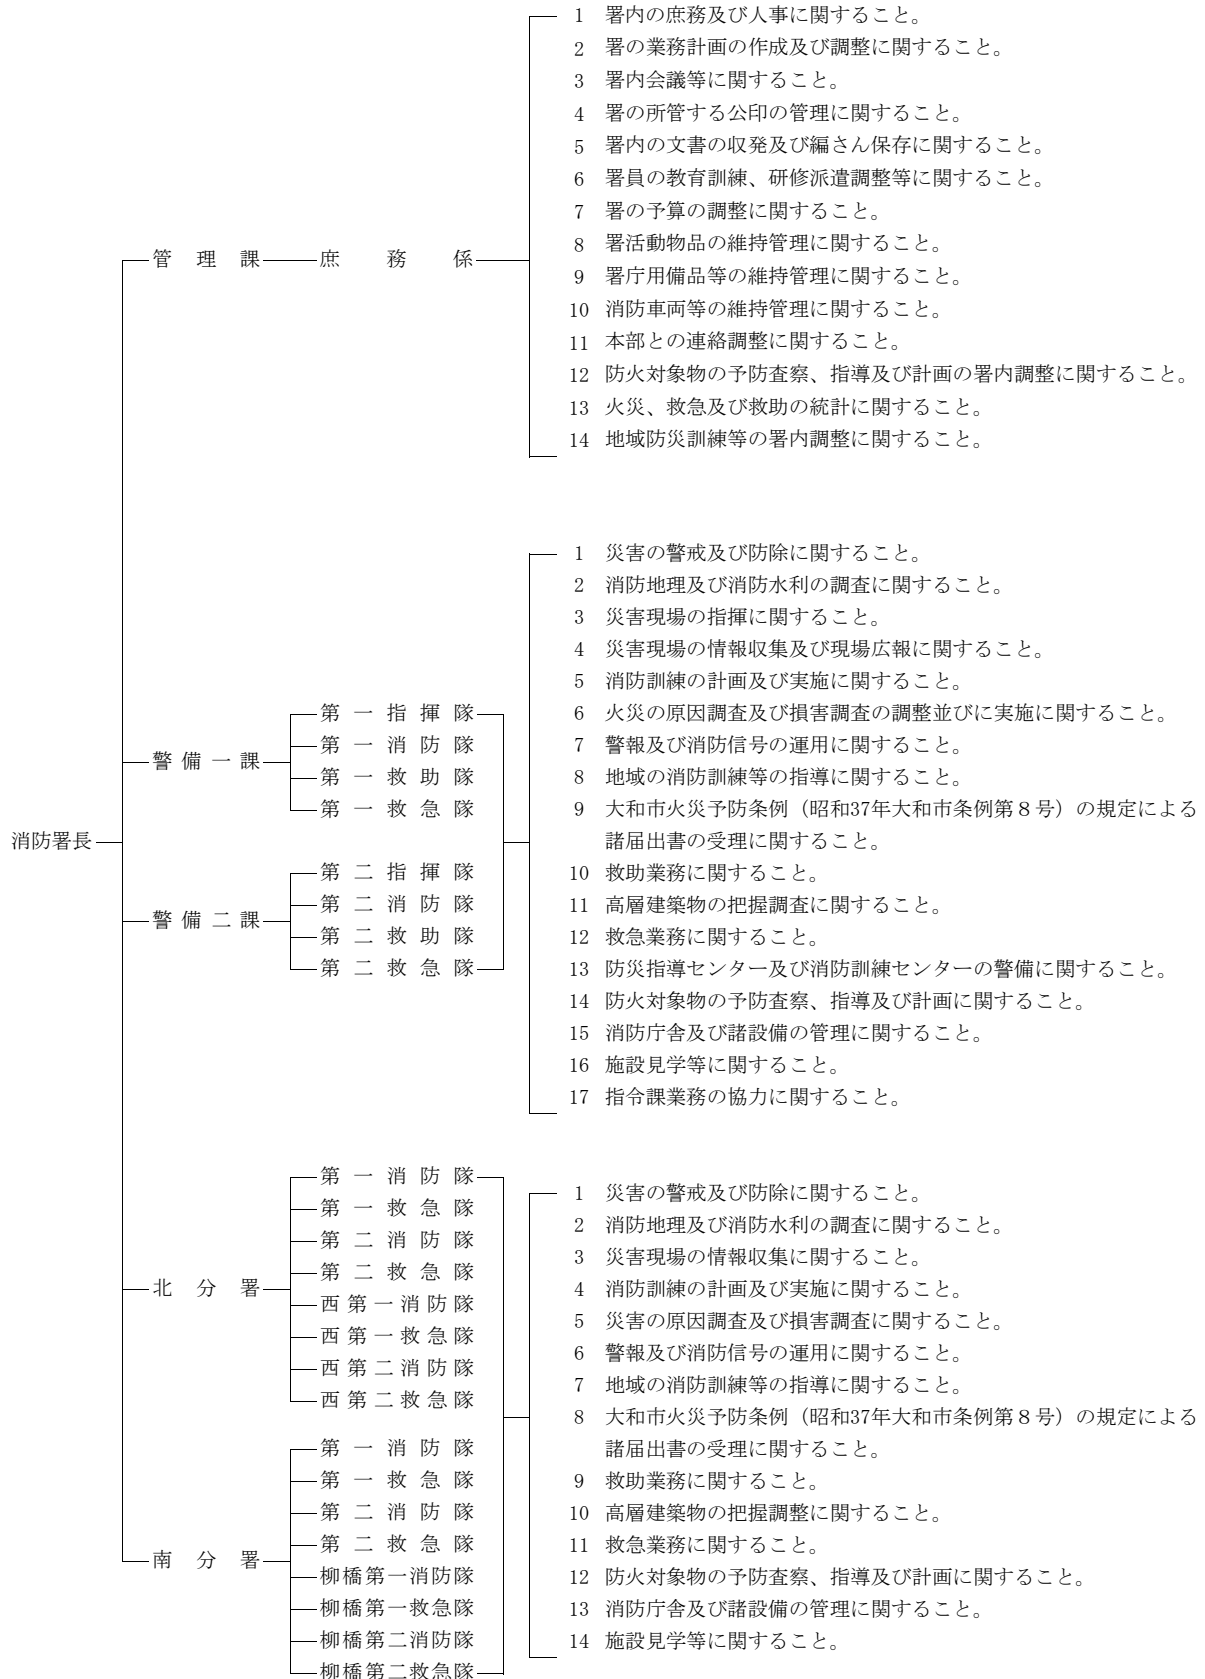 消防署長
管理課
庶務係
1 署内の庶務及び人事に関すること。
2 署の業務計画の作成及び調整に関すること。
3 署内会議等に関すること。
4 署の所管する公印の管理に関すること。
5 署内の文書の収発及び編さん保存に関すること。
6 署員の教育訓練、研修派遣調整等に関すること。
7 署の予算の調整に関すること。
8 署活動物品の維持管理に関すること。
9 署庁用備品等の維持管理に関すること。
10 消防車両等の維持管理に関すること。
11 本部との連絡調整に関すること。
12 防火対象物の予防査察、指導及び計画の署内調整に関すること。
13 火災、救急及び救助の統計に関すること。
14 地域防災訓練等の署内調整に関すること。
警備一課
第一指揮隊
第一消防隊
第一救助隊
第一救急隊
警備二課
第二指揮隊
第二消防隊
第二救助隊
第二救急隊
1 災害の警戒及び防除に関すること。
2 消防地理及び消防水利の調査に関すること。
3 災害現場の指揮に関すること。
4 災害現場の情報収集及び現場広報に関すること。
5 消防訓練の計画及び実施に関すること。
6 火災の原因調査及び損害調査の調整並びに実施に関すること。
7 警報及び消防信号の運用に関すること。
8 地域の消防訓練等の指導に関すること。
9 大和市火災予防条例（昭和37年大和市条例第８号）の規定による
諸届出書の受理に関すること。
10 救助業務に関すること。
11 高層建築物の把握調査に関すること。
12 救急業務に関すること。
13 防災指導センター及び消防訓練センターの警備に関すること。
14 防火対象物の予防査察、指導及び計画に関すること。
15 消防庁舎及び諸設備の管理に関すること。
16 施設見学等に関すること。
17 指令課業務の協力に関すること。
北分署
第一消防隊
第一救急隊
第二消防隊
第二救急隊
西第一消防隊
西第一救急隊
西第二消防隊
西第二救急隊
南分署
第一消防隊
第一救急隊
第二消防隊
第二救急隊
柳橋第一消防隊
柳橋第一救急隊
柳橋第二消防隊
柳橋第二救急隊
1 災害の警戒及び防除に関すること。
2 消防地理及び消防水利の調査に関すること。
3 災害現場の情報収集に関すること。
4 消防訓練の計画及び実施に関すること。
5 災害の原因調査及び損害調査に関すること。
6 警報及び消防信号の運用に関すること。
7 地域の消防訓練等の指導に関すること。
8 大和市火災予防条例（昭和37年大和市条例第８号）の規定による
諸届出書の受理に関すること。
9 救助業務に関すること。
10 高層建築物の把握調整に関すること。
11 救急業務に関すること。
12 防火対象物の予防査察、指導及び計画に関すること。
13 消防庁舎及び諸設備の管理に関すること。
14 施設見学等に関すること。